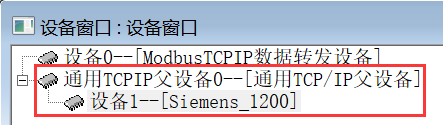 设备窗口 : 设备窗口
设备0--[ModbusTCPIP数据转发设备]
通用TCPIP父设备0--[通用TCP/IP父设备]
设备1--[Siemens_1200]